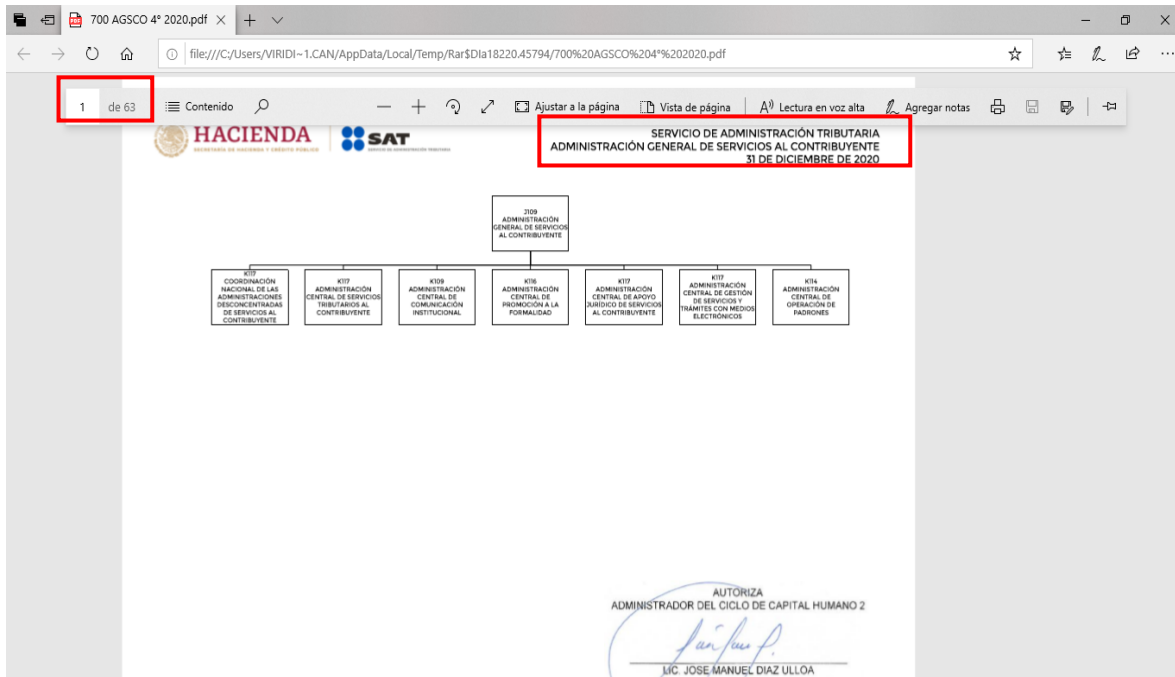 700 AGSCO 4° 2020.pdf
file:///C:/Users/VIRIDI~1.CAN/AppData/Local/Temp/Rar$DIa18220.45794/700%20AGSCO%204°%202020.pdf
1 de 63 Contenido Ajustar a la página Vista de página Lectura en voz alta Agregar notas
HACIENDA
SECRETARÍA DE HACIENDA Y CRÉDITO PÚBLICO
SAT
SERVICIO DE ADMINISTRACIÓN TRIBUTARIA
SERVICIO DE ADMINISTRACIÓN TRIBUTARIA
ADMINISTRACIÓN GENERAL DE SERVICIOS AL CONTRIBUYENTE
31 DE DICIEMBRE DE 2020
J109
ADMINISTRACIÓN
GENERAL DE SERVICIOS
AL CONTRIBUYENTE
K117
COORDINACIÓN
NACIONAL DE LAS
ADMINISTRACIONES
DESCONCENTRADAS
DE SERVICIOS AL
CONTRIBUYENTE
K117
ADMINISTRACIÓN
CENTRAL DE SERVICIOS
TRIBUTARIOS AL
CONTRIBUYENTE
K109
ADMINISTRACIÓN
CENTRAL DE
COMUNICACIÓN
INSTITUCIONAL
K116
ADMINISTRACIÓN
CENTRAL DE
PROMOCIÓN A LA
FORMALIDAD
K117
ADMINISTRACIÓN
CENTRAL DE APOYO
JURÍDICO DE SERVICIOS
AL CONTRIBUYENTE
K117
ADMINISTRACIÓN
CENTRAL DE GESTIÓN
DE SERVICIOS Y
TRÁMITES CON MEDIOS
ELECTRÓNICOS
K114
ADMINISTRACIÓN
CENTRAL DE
OPERACIÓN DE
PADRONES
AUTORIZA
ADMINISTRADOR DEL CICLO DE CAPITAL HUMANO 2
LIC. JOSE MANUEL DIAZ ULLOA